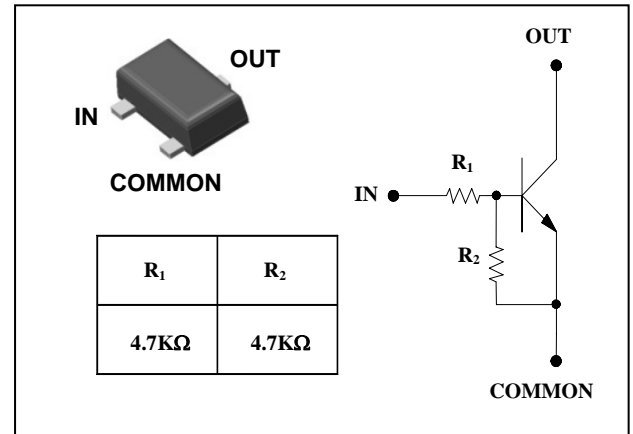 OUT
IN
COMMON
R₁ R₂
4.7KΩ 4.7KΩ
OUT
R₁
IN
R₂
COMMON